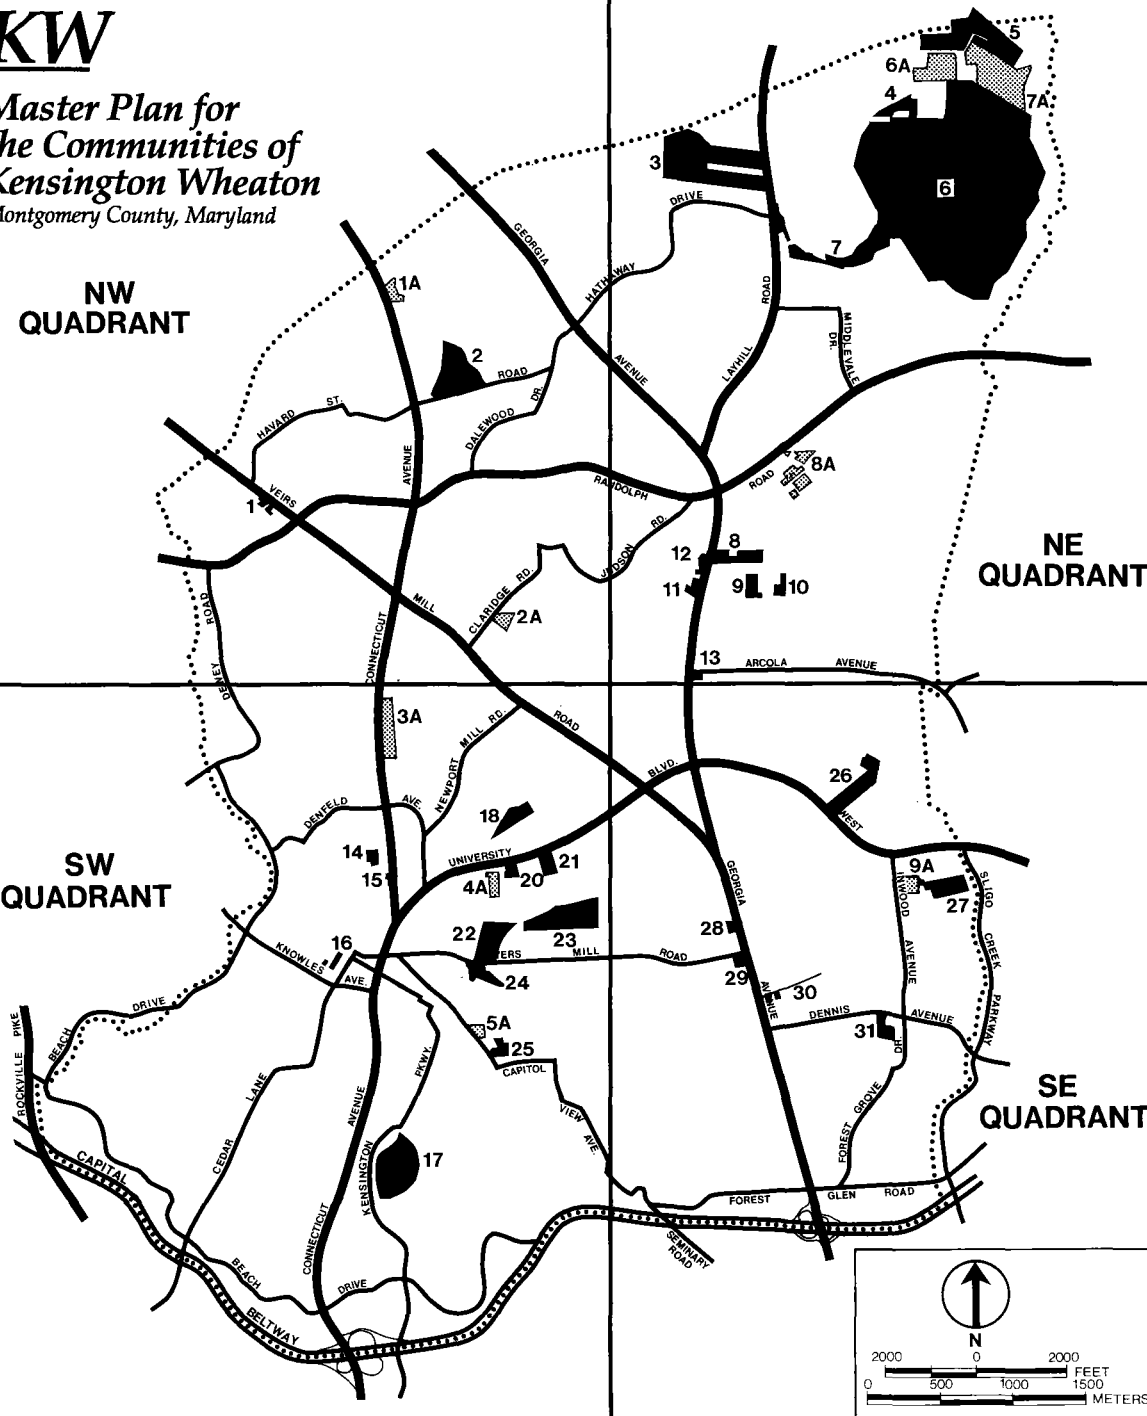 KW
Master Plan for
the Communities of
Kensington Wheaton
Montgomery County, Maryland
5
6A
4
7A
3
6
DRIVE
7
GEORGIA
HATHAWAY
ROAD
1A
NW
QUADRANT
MIDDLEVALE
DR.
2
ROAD
AVENUE
LAYHILL
HAVARD
ST.
DALEWOOD
DR.
AVENUE
8A
ROAD
RANDOLPH
VEIRS
1
JUDSON
RD.
12
8
NE
QUADRANT
11
9
10
ROAD
DEWEY
MILL
CLARIDGE
RD.
2A
CONNECTICUT
13
ARCOLA
AVENUE
3A
ROAD
NEWPORT
MILL
RD.
BLVD.
26
WEST
DENFELD
AVE.
18
14
15
UNIVERSITY
20
21
4A
SW
QUADRANT
GEORGIA
9A
27
INWOOD
AVENUE
DR.
SLIGO
CREEK
PARKWAY
22
23
28
16
KNOWLES
AVE.
MILL
ROAD
24
29
30
AVENUE
DENNIS
AVENUE
31
5A
25
CAPITOL
VIEW
AVE.
BEACH
DRIVE
ROCKVILLE
PIKE
PKWY.
SE
QUADRANT
CEDAR
LANE
AVENUE
KENSINGTON
17
FOREST
GROVE
CAPITAL
FOREST
GLEN
ROAD
CONNECTICUT
SEMINARY
ROAD
BEACH
DRIVE
BELTWAY
N
2000
0
2000
FEET
0
500
1000
1500
METERS